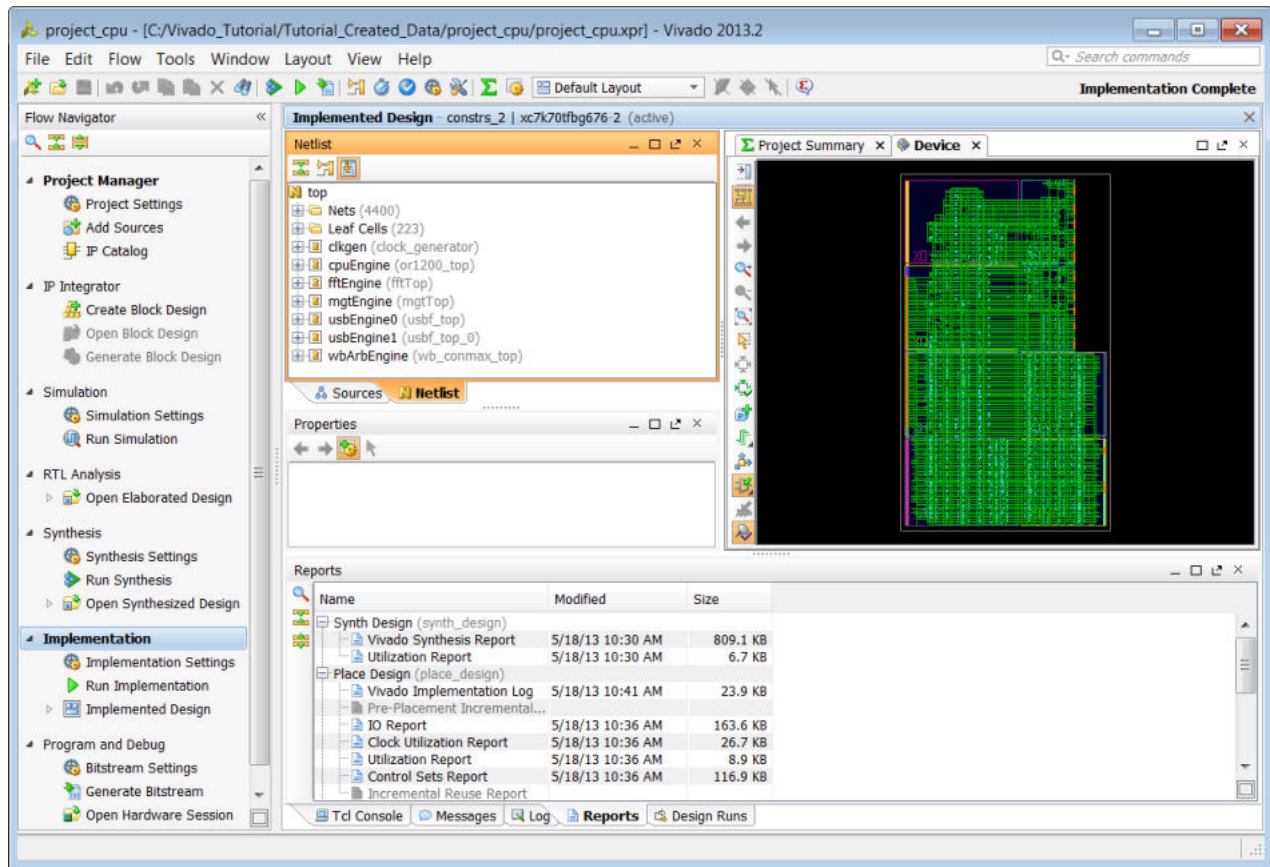 project_cpu - [C:/Vivado_Tutorial/Tutorial_Created_Data/project_cpu/project_cpu.xpr] - Vivado 2013.2
File Edit Flow Tools Window Layout View Help
Search commands
Default Layout
Implementation Complete
Flow Navigator
Project Manager
Project Settings
Add Sources
IP Catalog
IP Integrator
Create Block Design
Open Block Design
Generate Block Design
Simulation
Simulation Settings
Run Simulation
RTL Analysis
Open Elaborated Design
Synthesis
Synthesis Settings
Run Synthesis
Open Synthesized Design
Implementation
Implementation Settings
Run Implementation
Implemented Design
Program and Debug
Bitstream Settings
Generate Bitstream
Open Hardware Session
Implemented Design - constrs_2 | xc7k70tfbg676-2 (active)
Netlist
top
Nets (4400)
Leaf Cells (223)
clkgen (clock_generator)
cpuEngine (or1200_top)
fftEngine (fftTop)
mgtEngine (mgtTop)
usbEngine0 (usbf_top)
usbEngine1 (usbf_top_0)
wbArbEngine (wb_conmax_top)
Sources Netlist
Properties
Project Summary Device
Reports
Name Modified Size
Synth Design (synth_design)
Vivado Synthesis Report 5/18/13 10:30 AM 809.1 KB
Utilization Report 5/18/13 10:30 AM 6.7 KB
Place Design (place_design)
Vivado Implementation Log 5/18/13 10:41 AM 23.9 KB
Pre-Placement Incremental...
IO Report 5/18/13 10:36 AM 163.6 KB
Clock Utilization Report 5/18/13 10:36 AM 26.7 KB
Utilization Report 5/18/13 10:36 AM 8.9 KB
Control Sets Report 5/18/13 10:36 AM 116.9 KB
Incremental Reuse Report
Tcl Console Messages Log Reports Design Runs